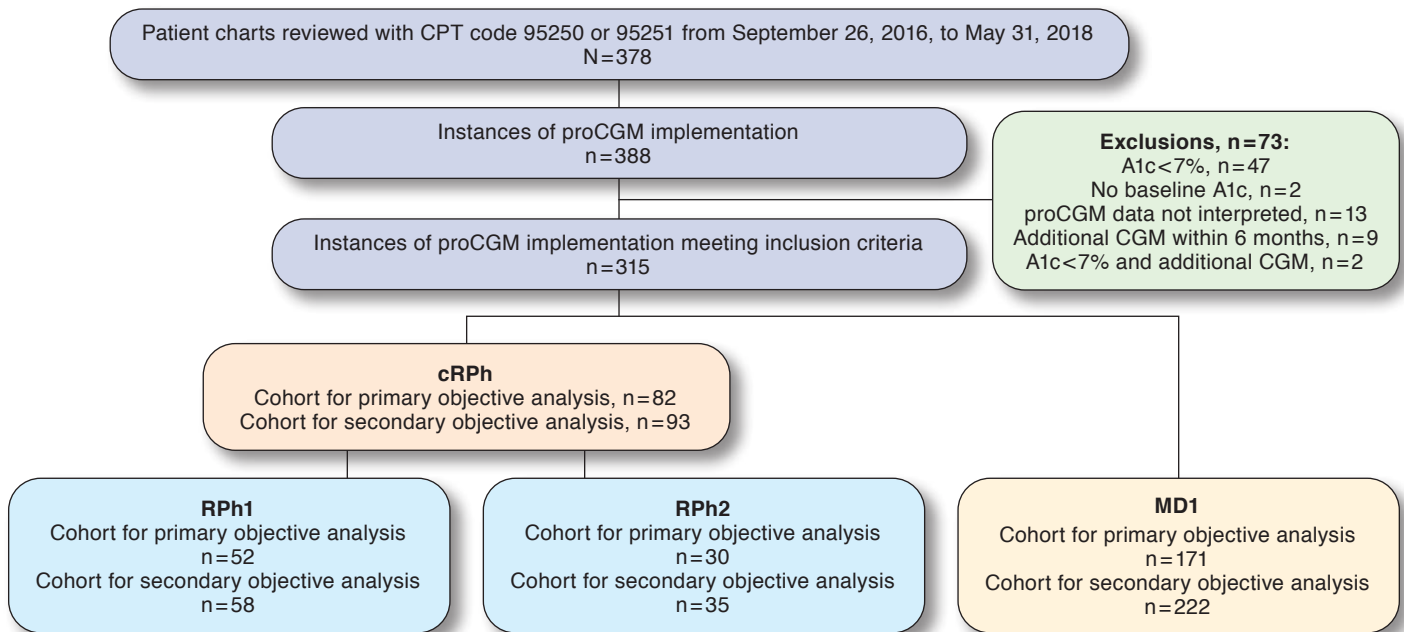 Patient charts reviewed with CPT code 95250 or 95251 from September 26, 2016, to May 31, 2018
N=378
Instances of proCGM implementation
n=388
Exclusions, n=73:
A1c<7%, n=47
No baseline A1c, n=2
proCGM data not interpreted, n=13
Additional CGM within 6 months, n=9
A1c<7% and additional CGM, n=2
Instances of proCGM implementation meeting inclusion criteria
n=315
cRPh
Cohort for primary objective analysis, n=82
Cohort for secondary objective analysis, n=93
RPh1
Cohort for primary objective analysis
n=52
Cohort for secondary objective analysis
n=58
RPh2
Cohort for primary objective analysis
n=30
Cohort for secondary objective analysis
n=35
MD1
Cohort for primary objective analysis
n=171
Cohort for secondary objective analysis
n=222